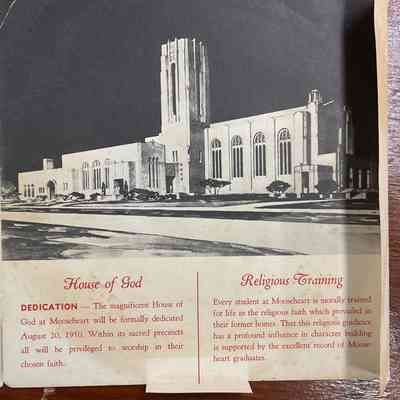 House of God
DEDICATION — The magnificent House of
God at Mooseheart will be formally dedicated
August 20, 1950. Within its sacred precincts
all will be privileged to worship in their
chosen faith.
Religious Training
Every student at Mooseheart is morally trained
for life in the religious faith which prevailed in
their former homes. That this religious guidance
has a profound influence in character building
is supported by the excellent record of Moose-
heart graduates.